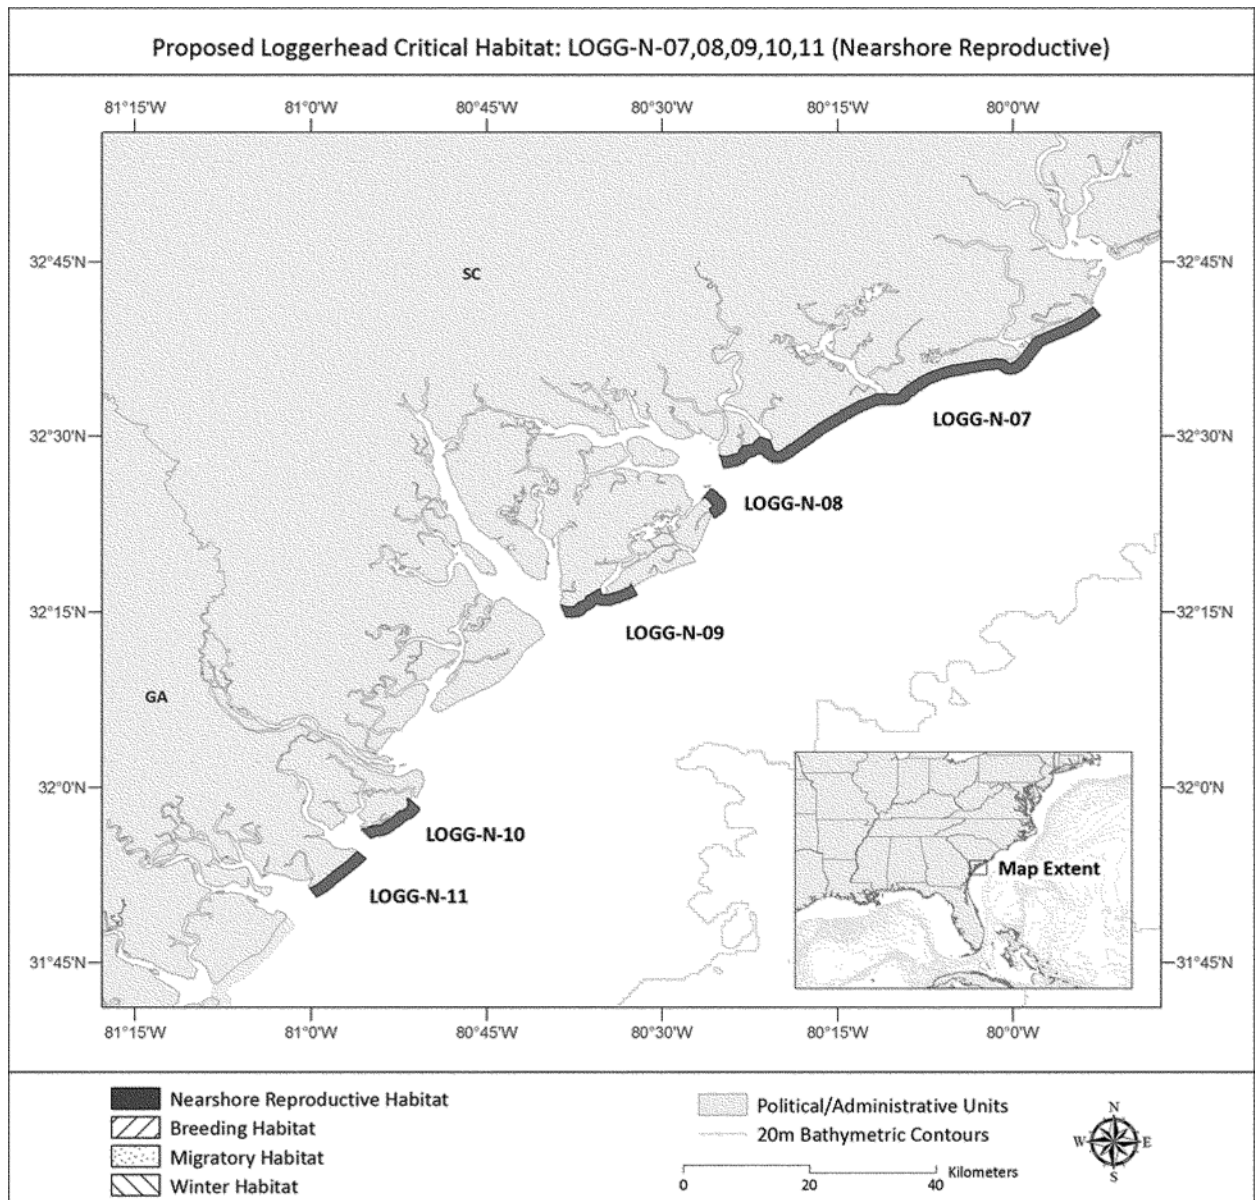 Proposed Loggerhead Critical Habitat: LOGG-N-07,08,09,10,11 (Nearshore Reproductive)
81°15'W 81°0'W 80°45'W 80°30'W 80°15'W 80°0'W
32°45'N SC 32°45'N
LOGG-N-07
32°30'N 32°30'N
LOGG-N-08
32°15'N 32°15'N
LOGG-N-09
GA
32°0'N 32°0'N
LOGG-N-10
Map Extent
LOGG-N-11
31°45'N 31°45'N
81°15'W 81°0'W 80°45'W 80°30'W 80°15'W 80°0'W
Nearshore Reproductive Habitat
Breeding Habitat
Migratory Habitat
Winter Habitat
Political/Administrative Units
20m Bathymetric Contours
Kilometers
0 20 40
N
W E
S